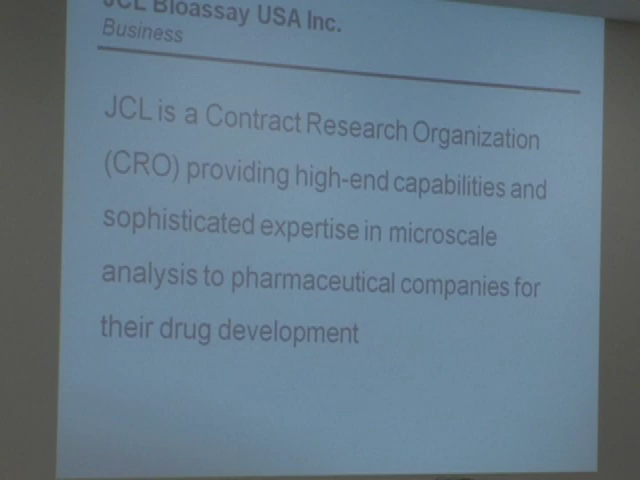 JCL Bioassay USA Inc.
Business
JCL is a Contract Research Organization
(CRO) providing high-end capabilities and
sophisticated expertise in microscale
analysis to pharmaceutical companies for
their drug development